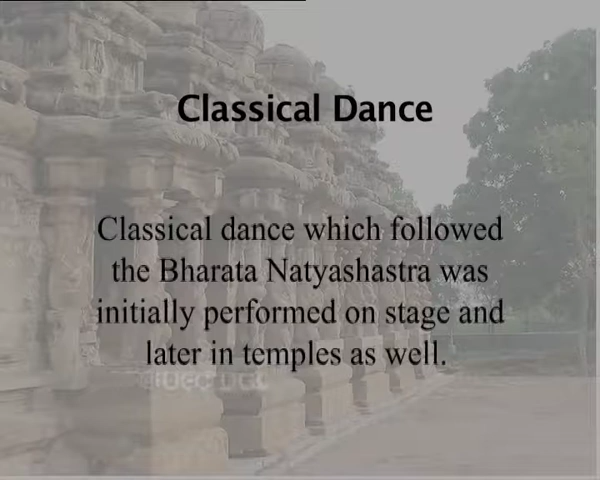 Classical Dance
Classical dance which followed
the Bharata Natyashastra was
initially performed on stage and
later in temples as well.